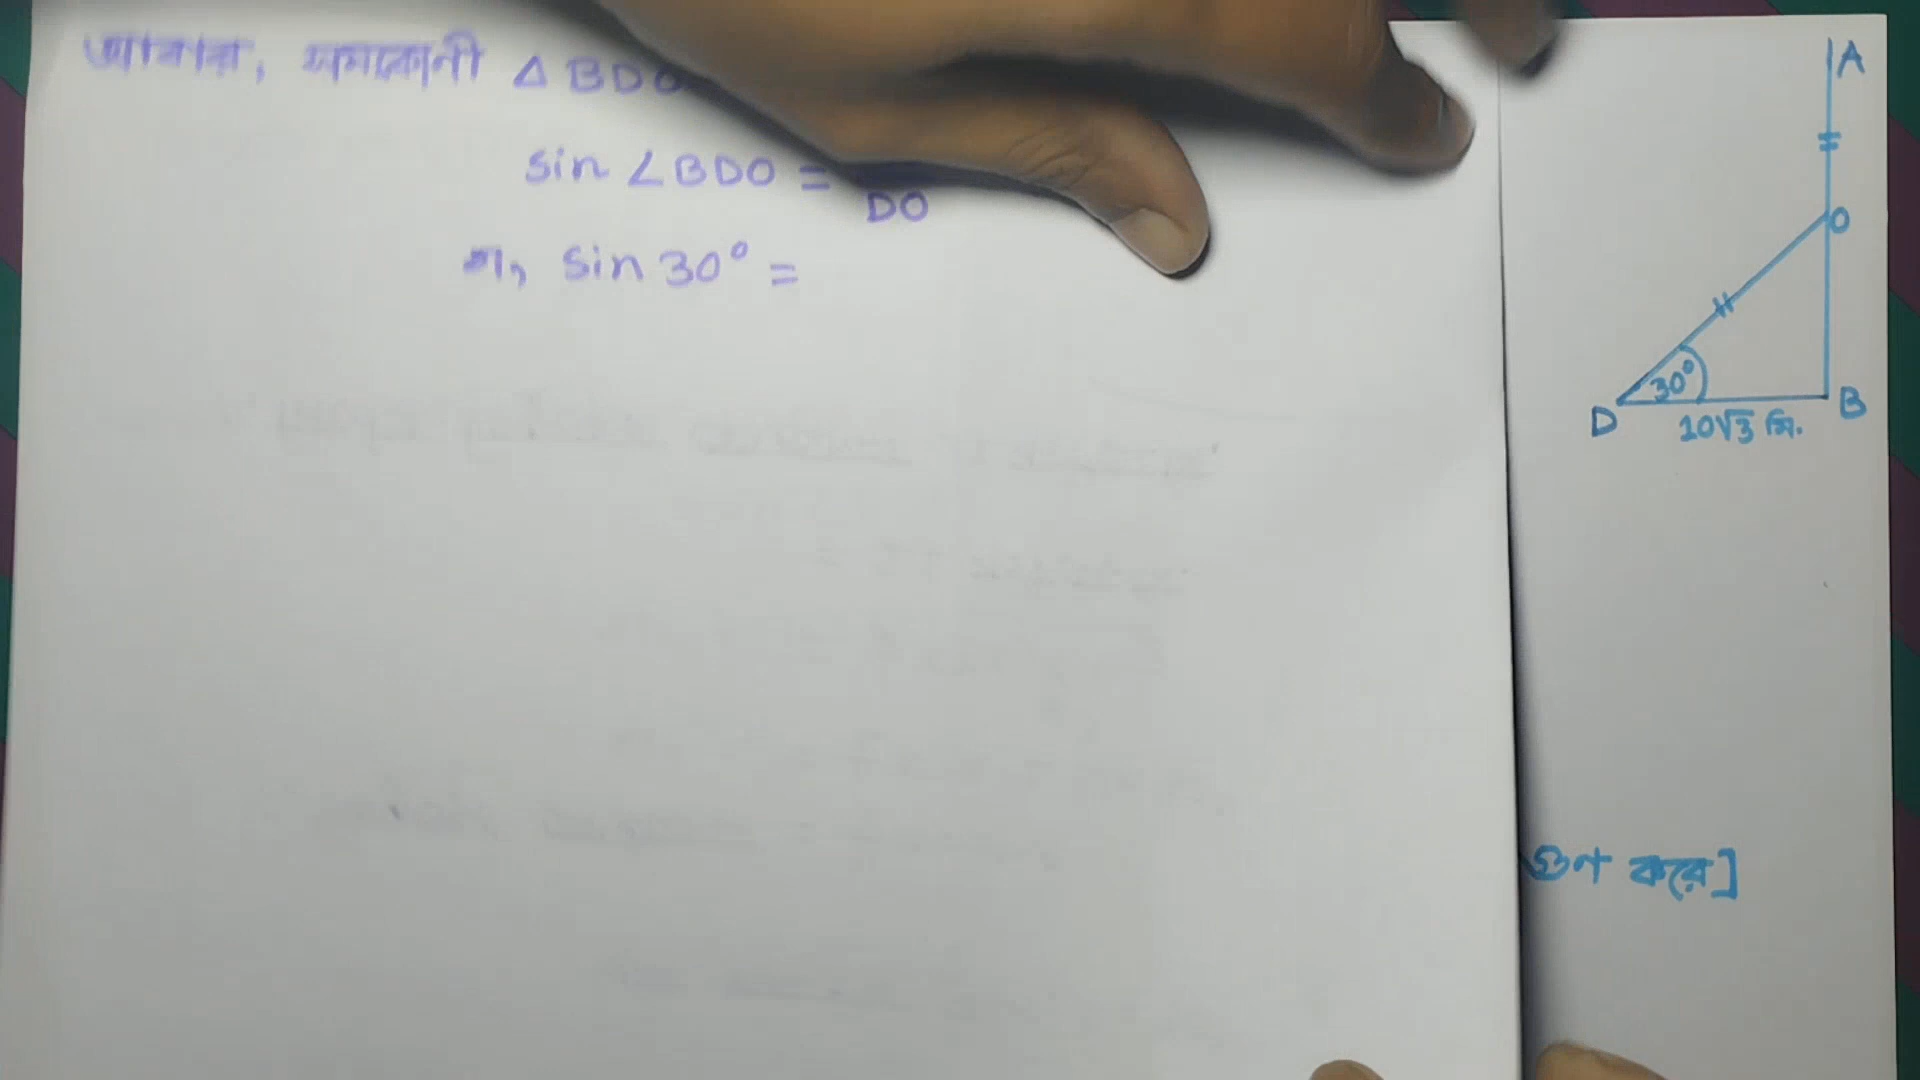 আবার, সমকোনী △ BDO
sin ∠BDO =
DO
বা, sin 30° =
A
O
30°
D
B
10√3 মি.
গুণ করে]